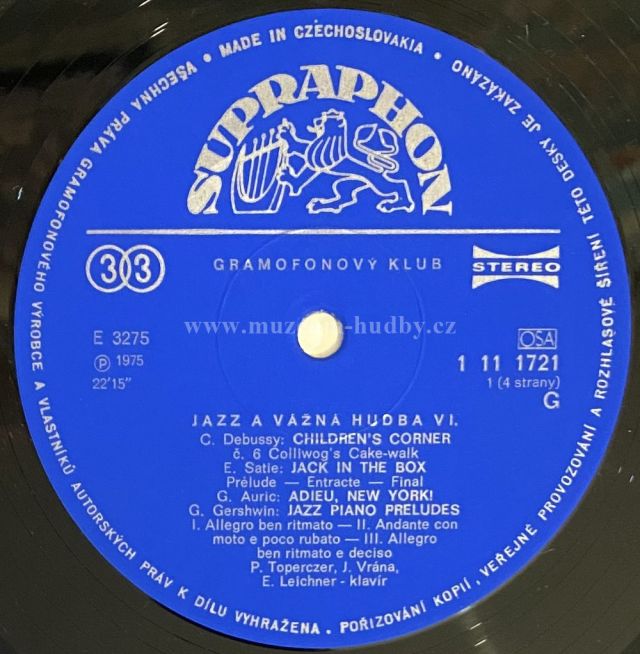 VŠECHNA PRÁVA GRAMOFONOVÉHO VÝROBCE A VLASTNÍKŮ AUTORSKÝCH PRÁV K DÍLU VYHRAŽENA. POŘIZOVÁNÍ KOPIÍ, VEŘEJNÉ PROVOZOVÁNÍ A ROZHLASOVÉ ŠÍŘENÍ TÉTO DESKY JE ZAKÁZÁNO • MADE IN CZECHOSLOVAKIA •
SUPRAPHON
33
GRAMOFONOVÝ KLUB
STEREO
E 3275
℗ 1975
22'15"
OSA
1 11 1721
1 (4 strany)
G
JAZZ A VÁŽNÁ HUDBA VI.
C. Debussy: CHILDREN'S CORNER
č. 6 Colliwog's Cake-walk
E. Satie: JACK IN THE BOX
Prélude — Entracte — Final
G. Auric: ADIEU, NEW YORK!
G. Gershwin: JAZZ PIANO PRELUDES
I. Allegro ben ritmato — II. Andante con
moto e poco rubato — III. Allegro
ben ritmato e deciso
P. Toperczer, J. Vrána,
E. Leichner - klavír